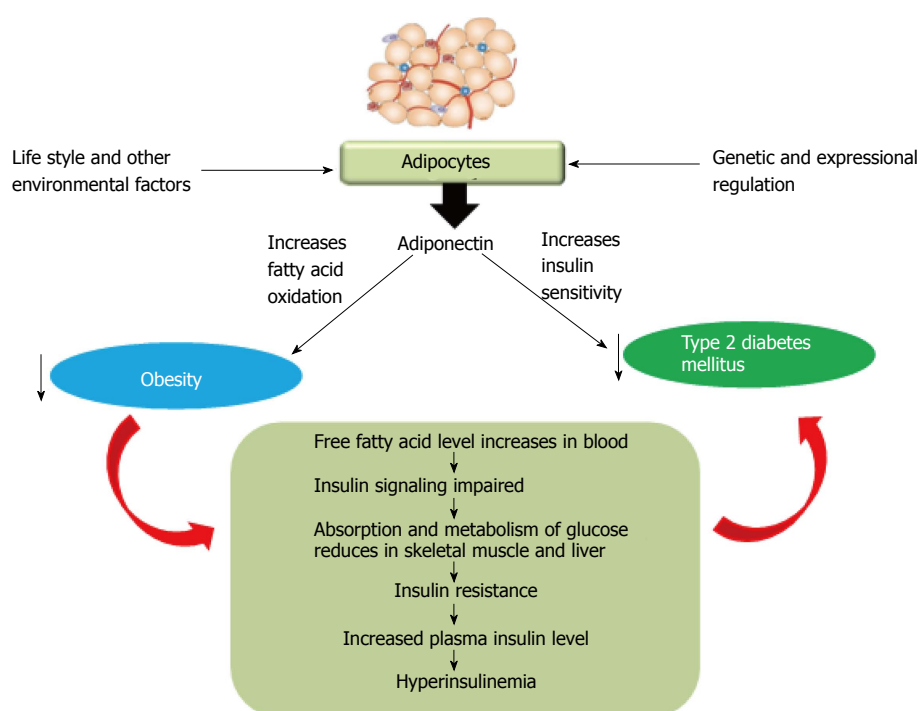 Life style and other
environmental factors
Adipocytes
Genetic and expressional
regulation
Increases
fatty acid
oxidation
Adiponectin
Increases
insulin
sensitivity
Obesity
Type 2 diabetes
mellitus
Free fatty acid level increases in blood
Insulin signaling impaired
Absorption and metabolism of glucose
reduces in skeletal muscle and liver
Insulin resistance
Increased plasma insulin level
Hyperinsulinemia